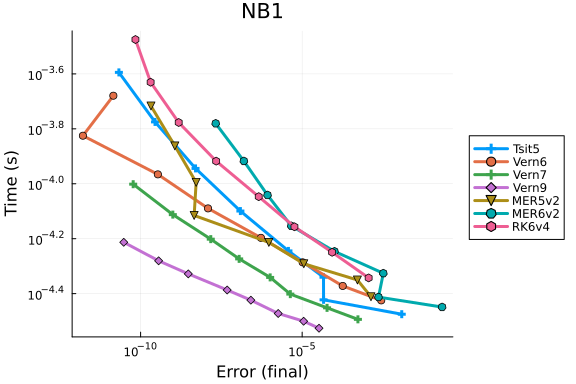 NB1
Time (s)
10^-3.6
10^-3.8
10^-4.0
10^-4.2
10^-4.4
10^-10
10^-5
Error (final)
Tsit5
Vern6
Vern7
Vern9
MER5v2
MER6v2
RK6v4